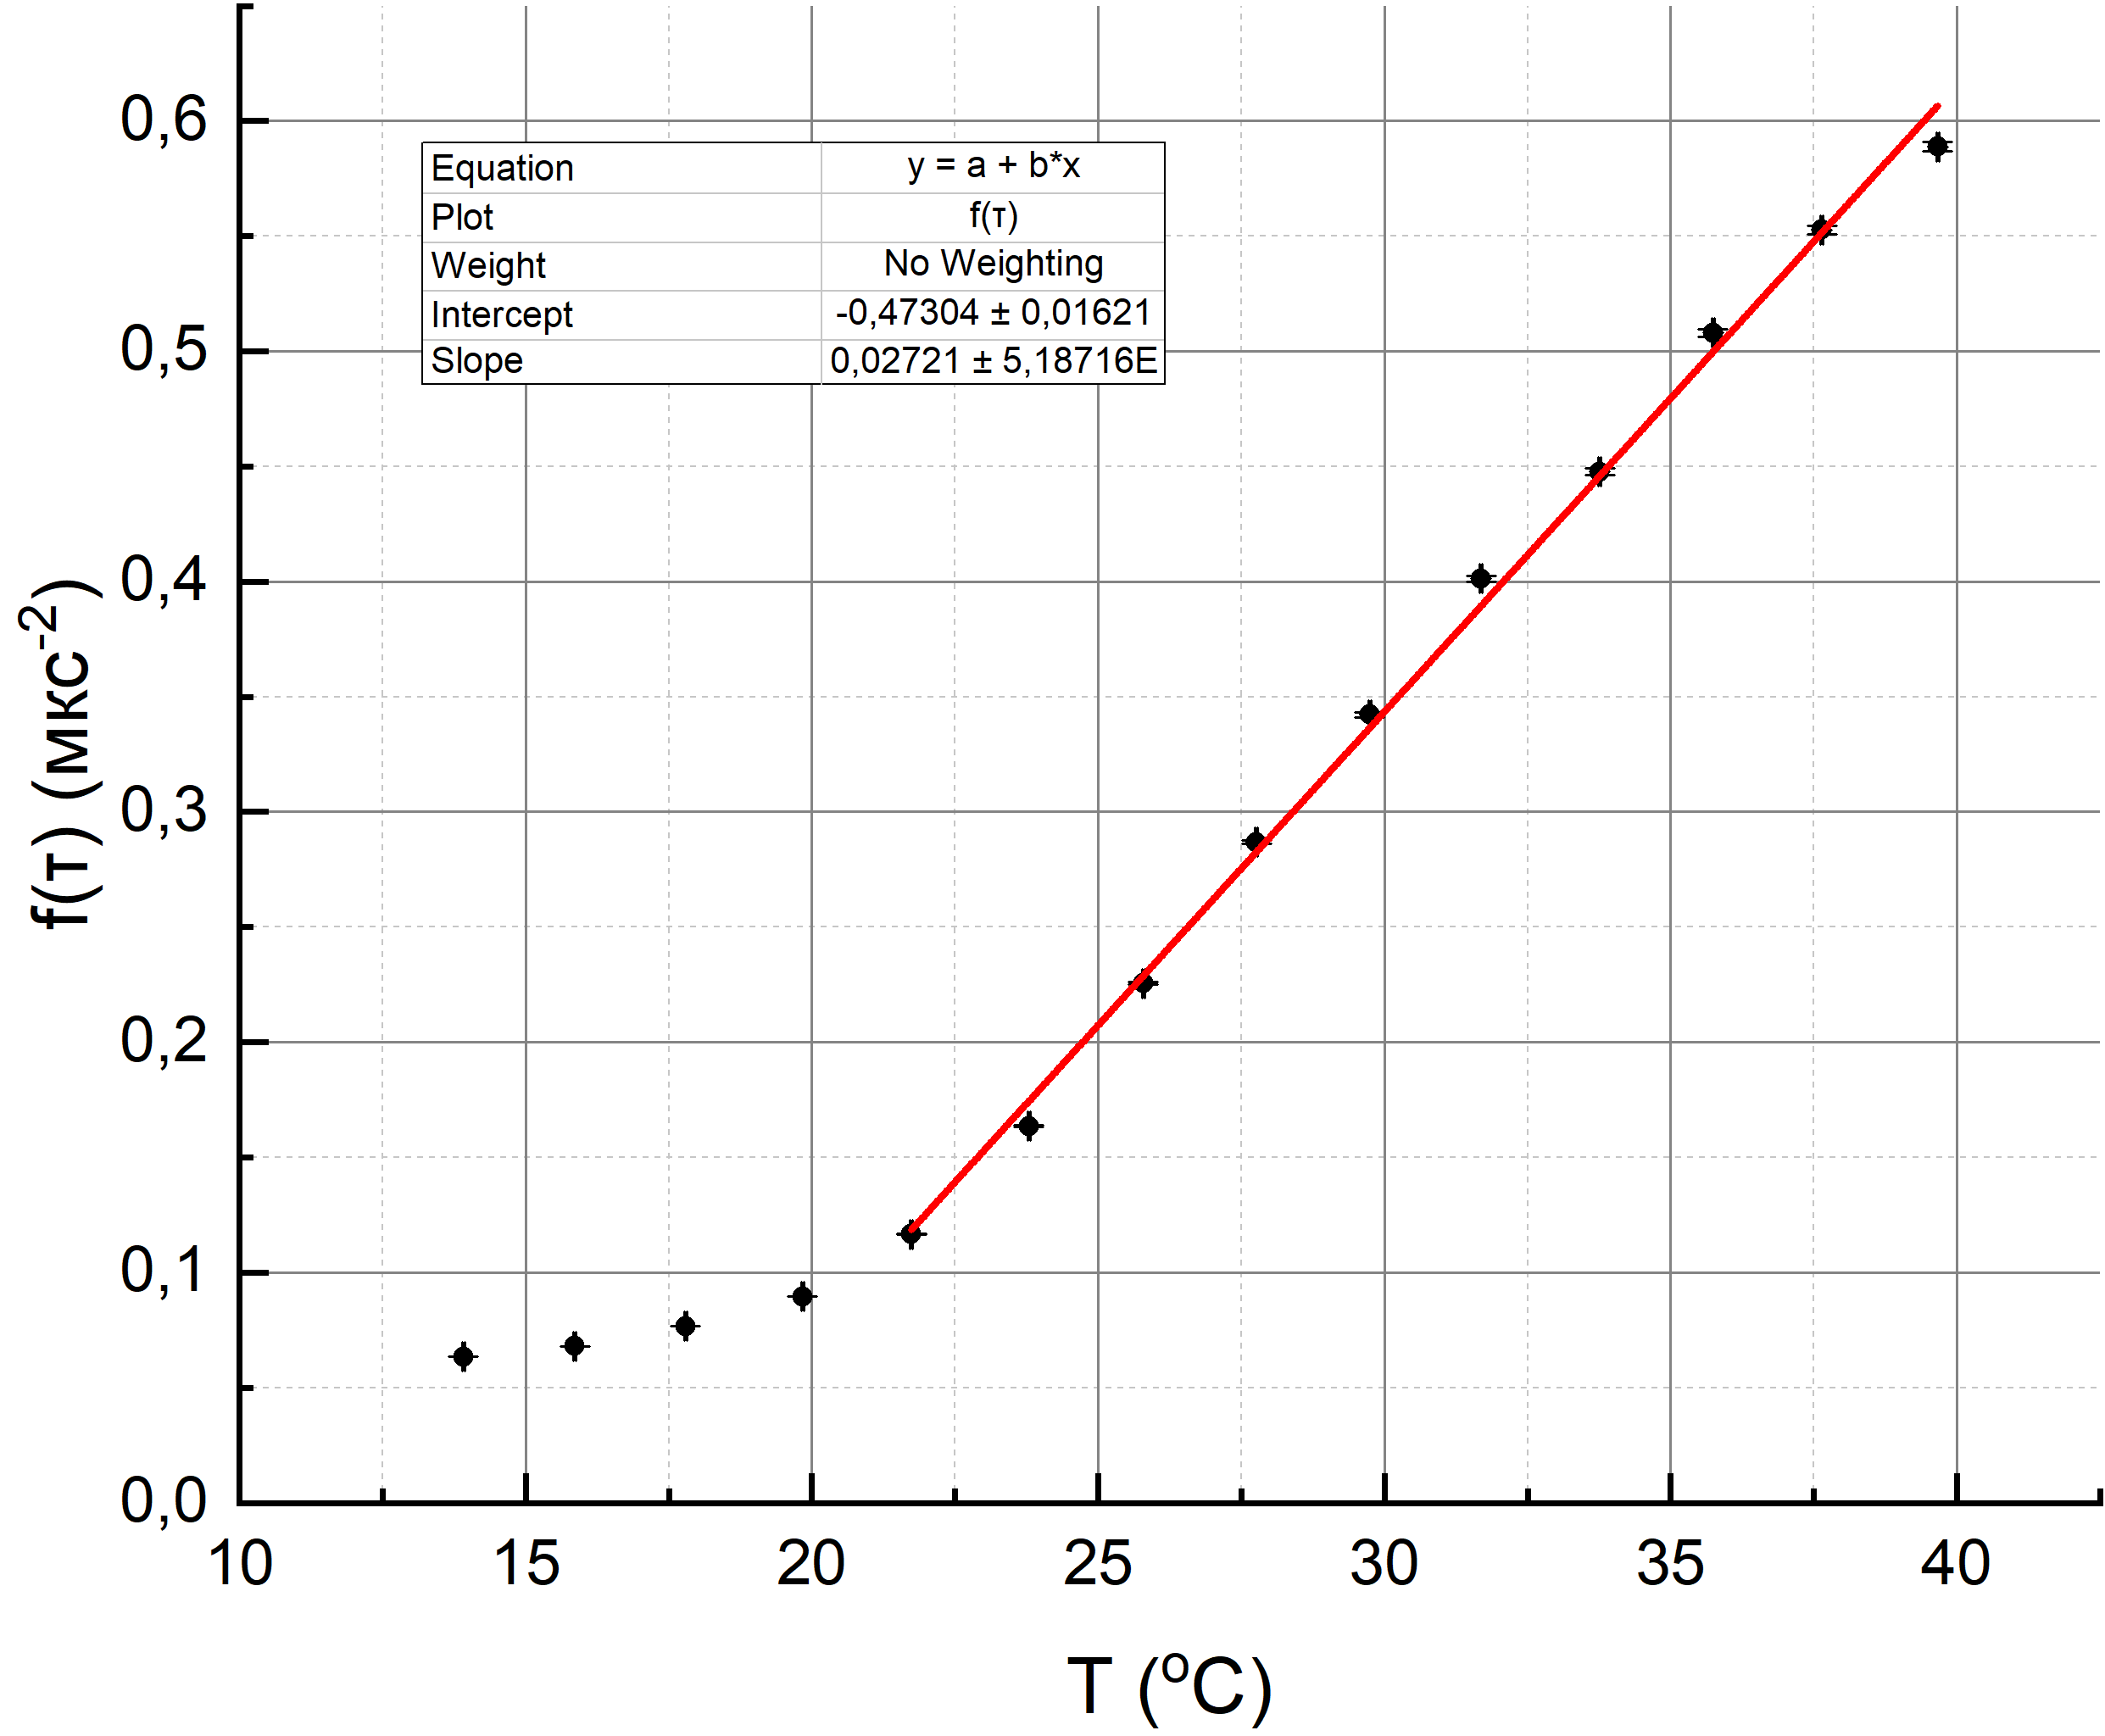 0,6
0,5
0,4
0,3
0,2
0,1
0,0
f(τ) (мкс⁻²)
Equation y = a + b*x
Plot f(τ)
Weight No Weighting
Intercept -0,47304 ± 0,01621
Slope 0,02721 ± 5,18716E
10 15 20 25 30 35 40
T (ºC)